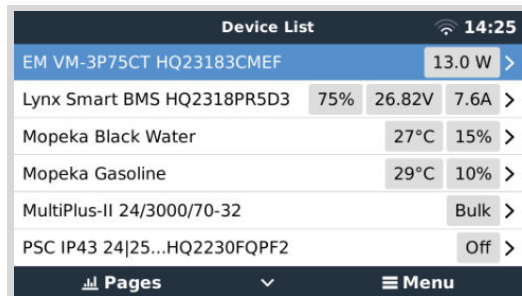 Device List 14:25
EM VM-3P75CT HQ23183CMEF 13.0 W
Lynx Smart BMS HQ2318PR5D3 75% 26.82V 7.6A
Mopeka Black Water 27°C 15%
Mopeka Gasoline 29°C 10%
MultiPlus-II 24/3000/70-32 Bulk
PSC IP43 24|25...HQ2230FQPF2 Off
Pages Menu